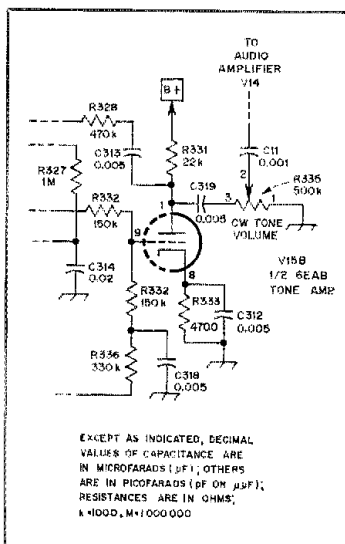 TO
AUDIO
AMPLIFIER
V14
B+
R328
470k
C313
0.005
R331
22k
C11
0.001
R327
1M
R335
500k
C319
0.005
2
3
1
CW TONE
VOLUME
R332
150k
1
9
8
V15B
1/2 6EA8
TONE AMP
C314
0.02
R332
150k
R333
4700
C312
0.005
R336
330k
C318
0.005
EXCEPT AS INDICATED, DECIMAL
VALUES OF CAPACITANCE ARE
IN MICROFARADS (µF); OTHERS
ARE IN PICOFARADS (pF OR µµF);
RESISTANCES ARE IN OHMS;
k=1000, M=1000000